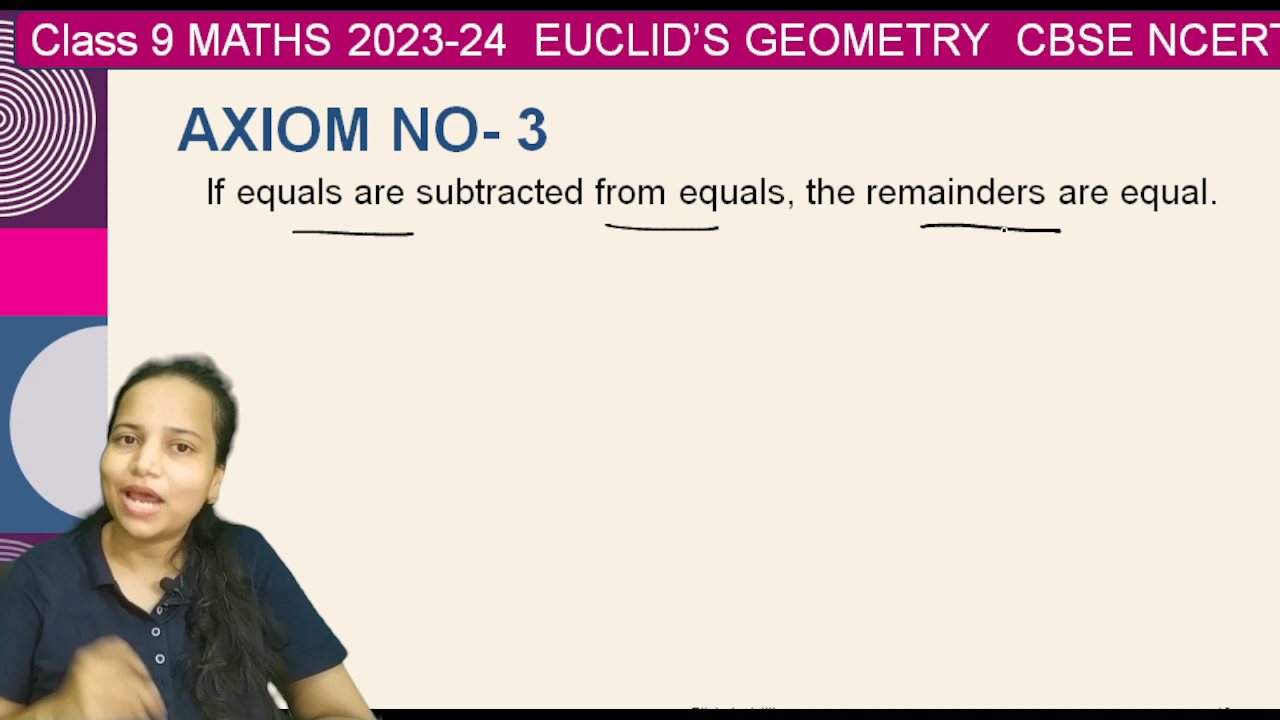 Class 9 MATHS 2023-24 EUCLID’S GEOMETRY CBSE NCERT
AXIOM NO- 3
If equals are subtracted from equals, the remainders are equal.